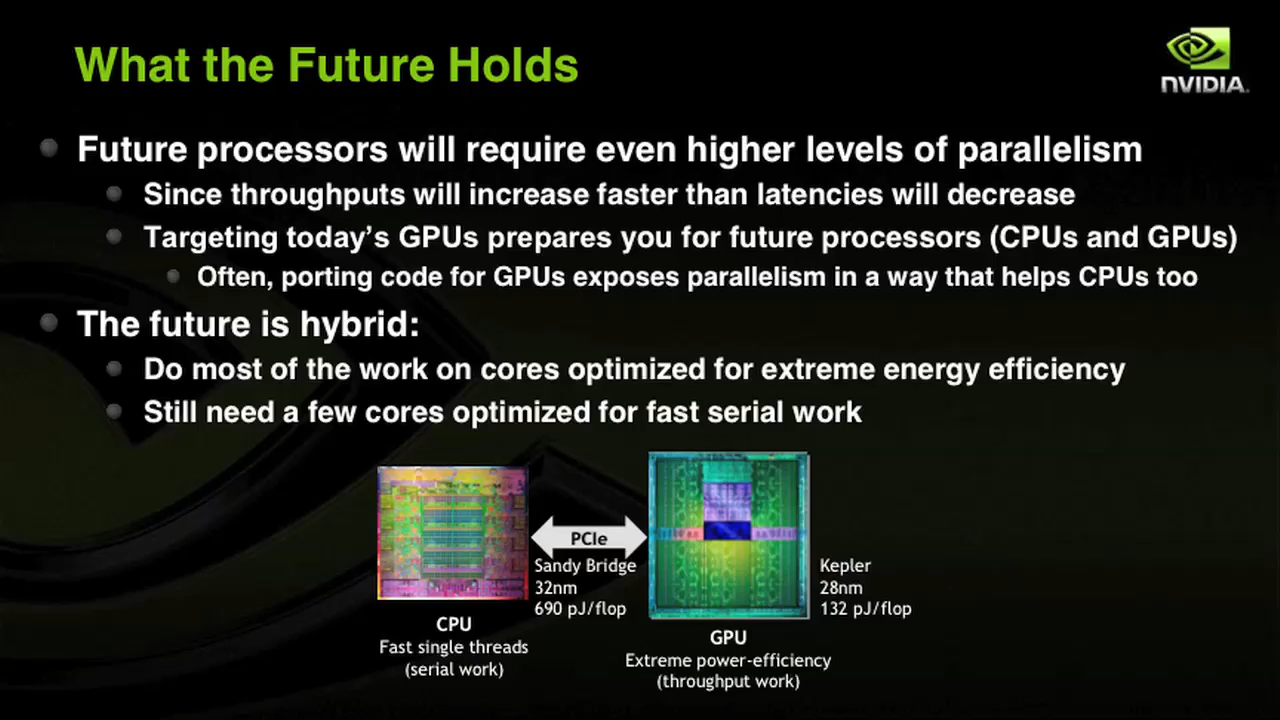 What the Future Holds
NVIDIA.
Future processors will require even higher levels of parallelism
Since throughputs will increase faster than latencies will decrease
Targeting today's GPUs prepares you for future processors (CPUs and GPUs)
Often, porting code for GPUs exposes parallelism in a way that helps CPUs too
The future is hybrid:
Do most of the work on cores optimized for extreme energy efficiency
Still need a few cores optimized for fast serial work
PCIe
Sandy Bridge
32nm
690 pJ/flop
Kepler
28nm
132 pJ/flop
CPU
Fast single threads
(serial work)
GPU
Extreme power-efficiency
(throughput work)